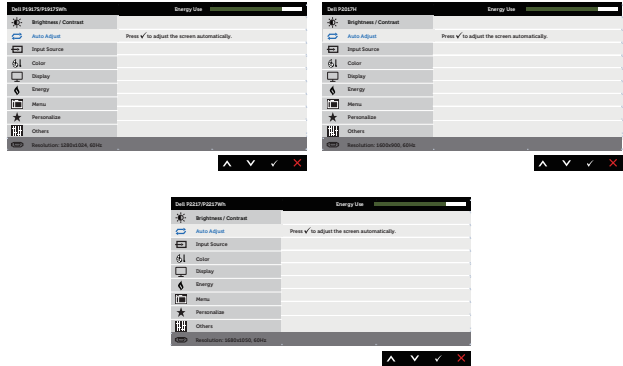 Dell P1917S/P1917SWh Energy Use
Brightness / Contrast
Auto Adjust Press ✓ to adjust the screen automatically.
Input Source
Color
Display
Energy
Menu
Personalize
Others
Resolution: 1280x1024, 60Hz
Dell P2017H Energy Use
Brightness / Contrast
Auto Adjust Press ✓ to adjust the screen automatically.
Input Source
Color
Display
Energy
Menu
Personalize
Others
Resolution: 1600x900, 60Hz
Dell P2217/P2217Wh Energy Use
Brightness / Contrast
Auto Adjust Press ✓ to adjust the screen automatically.
Input Source
Color
Display
Energy
Menu
Personalize
Others
Resolution: 1680x1050, 60Hz